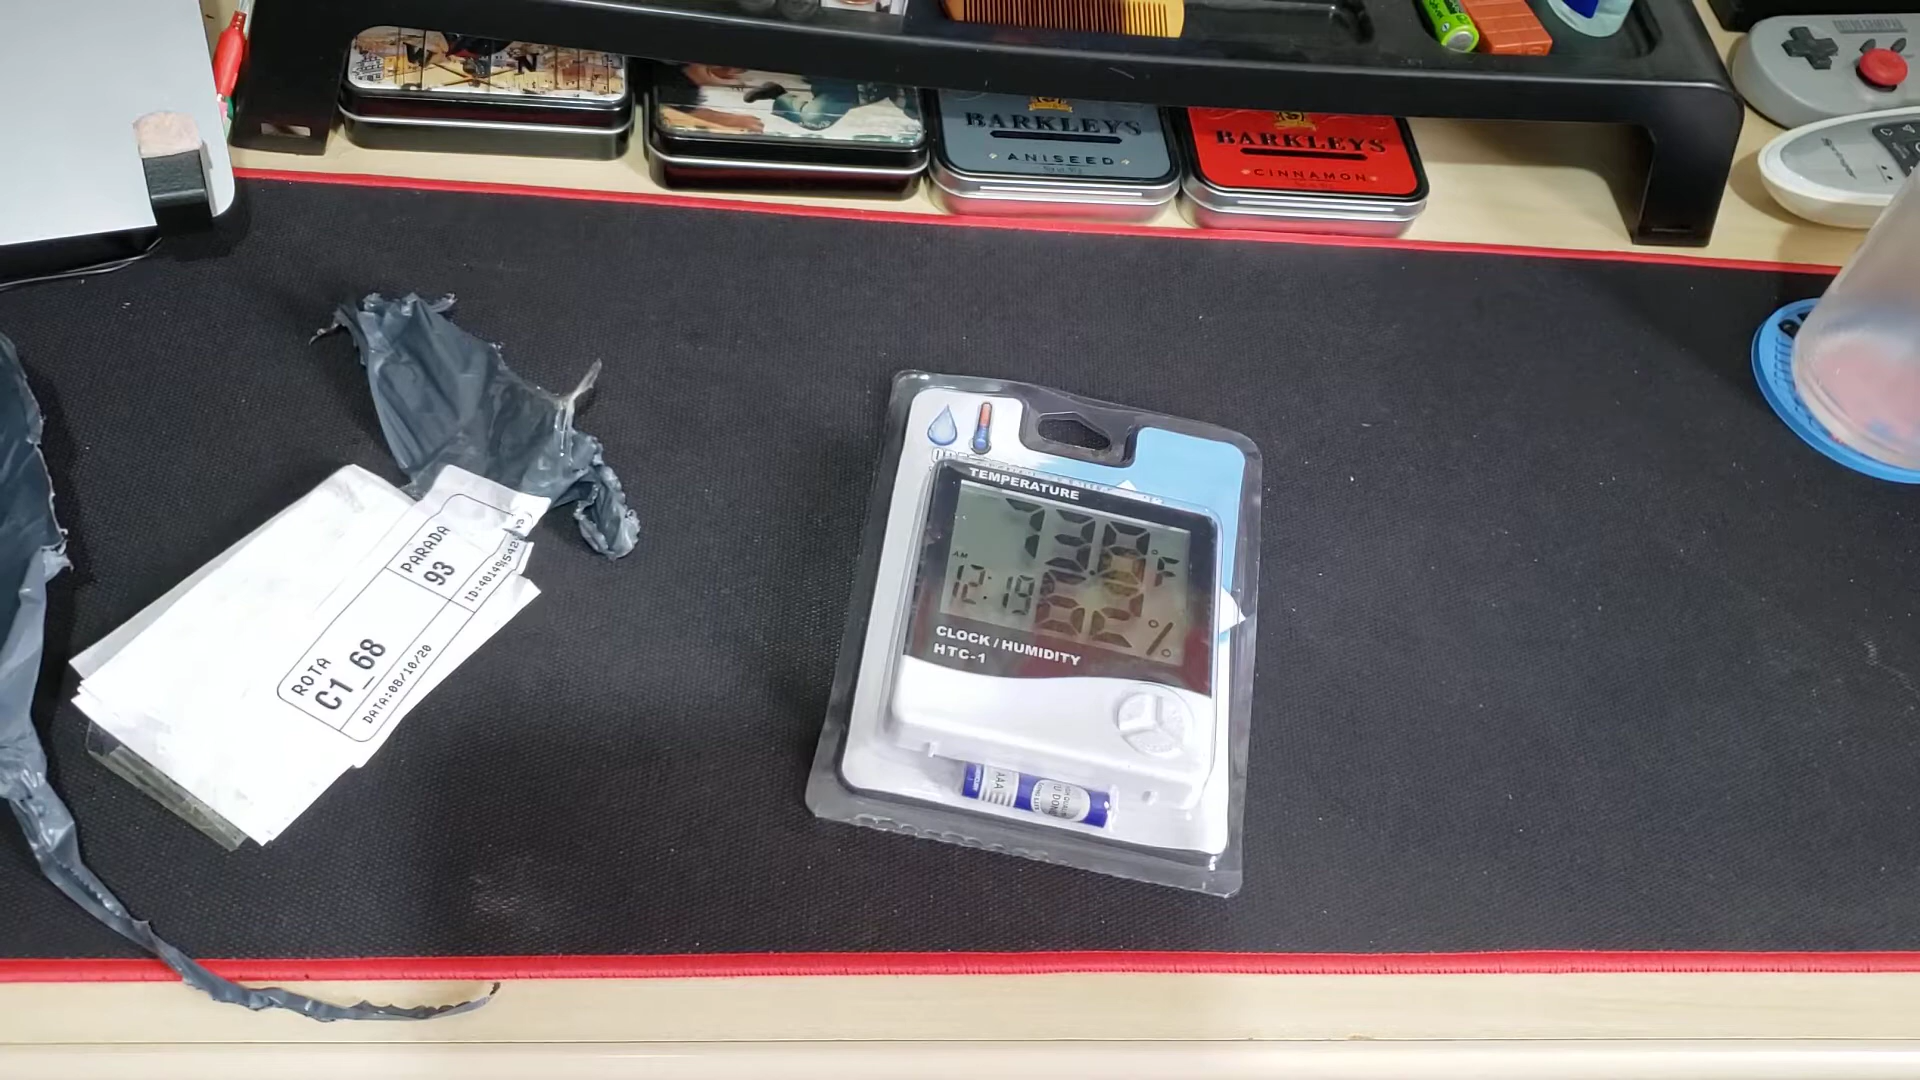 BARKLEYS
ANISEED
BARKLEYS
CINNAMON
TEMPERATURE
73.8°F
AM
12:19
62%
CLOCK / HUMIDITY
HTC-1
AAA
PARADA
93
ROTA
C1_68
DATA:08/10/20